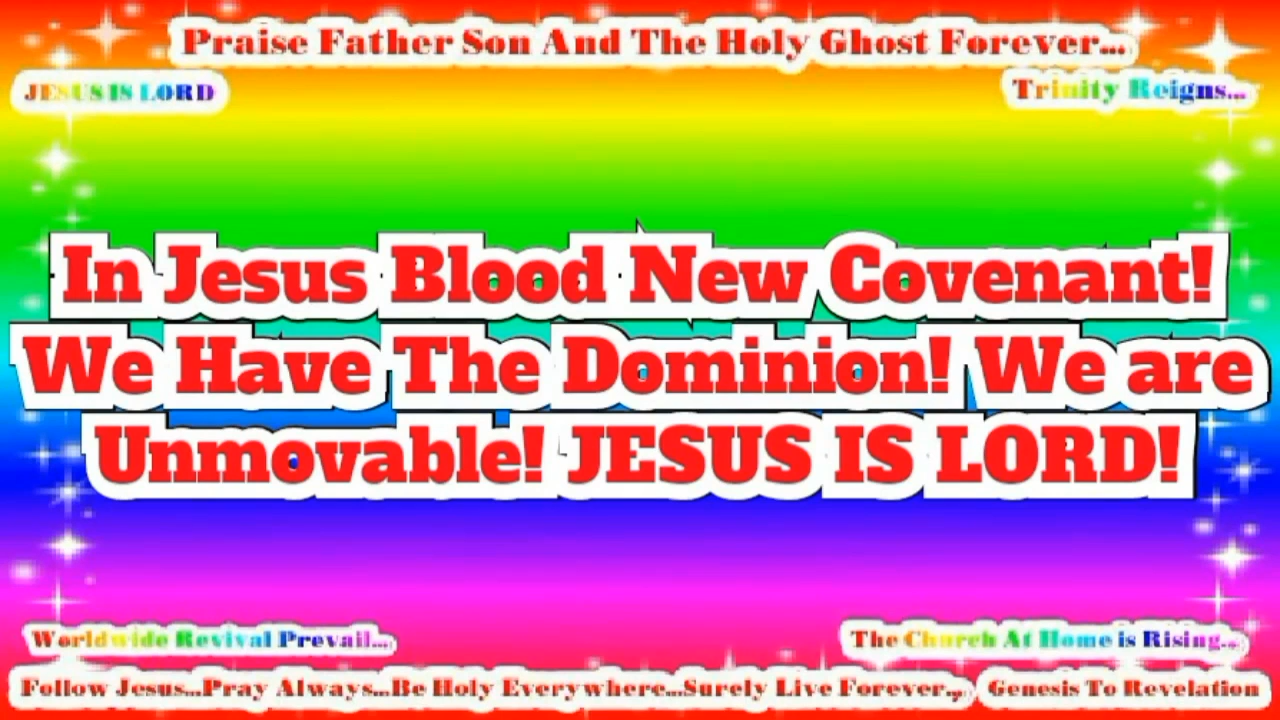 Praise Father Son And The Holy Ghost Forever...
JESUS IS LORD
Trinity Reigns...
In Jesus Blood New Covenant!
We Have The Dominion! We are
Unmovable! JESUS IS LORD!
Worldwide Revival Prevail...
The Church At Home is Rising...
Follow Jesus...Pray Always...Be Holy Everywhere...Surely Live Forever...
Genesis To Revelation